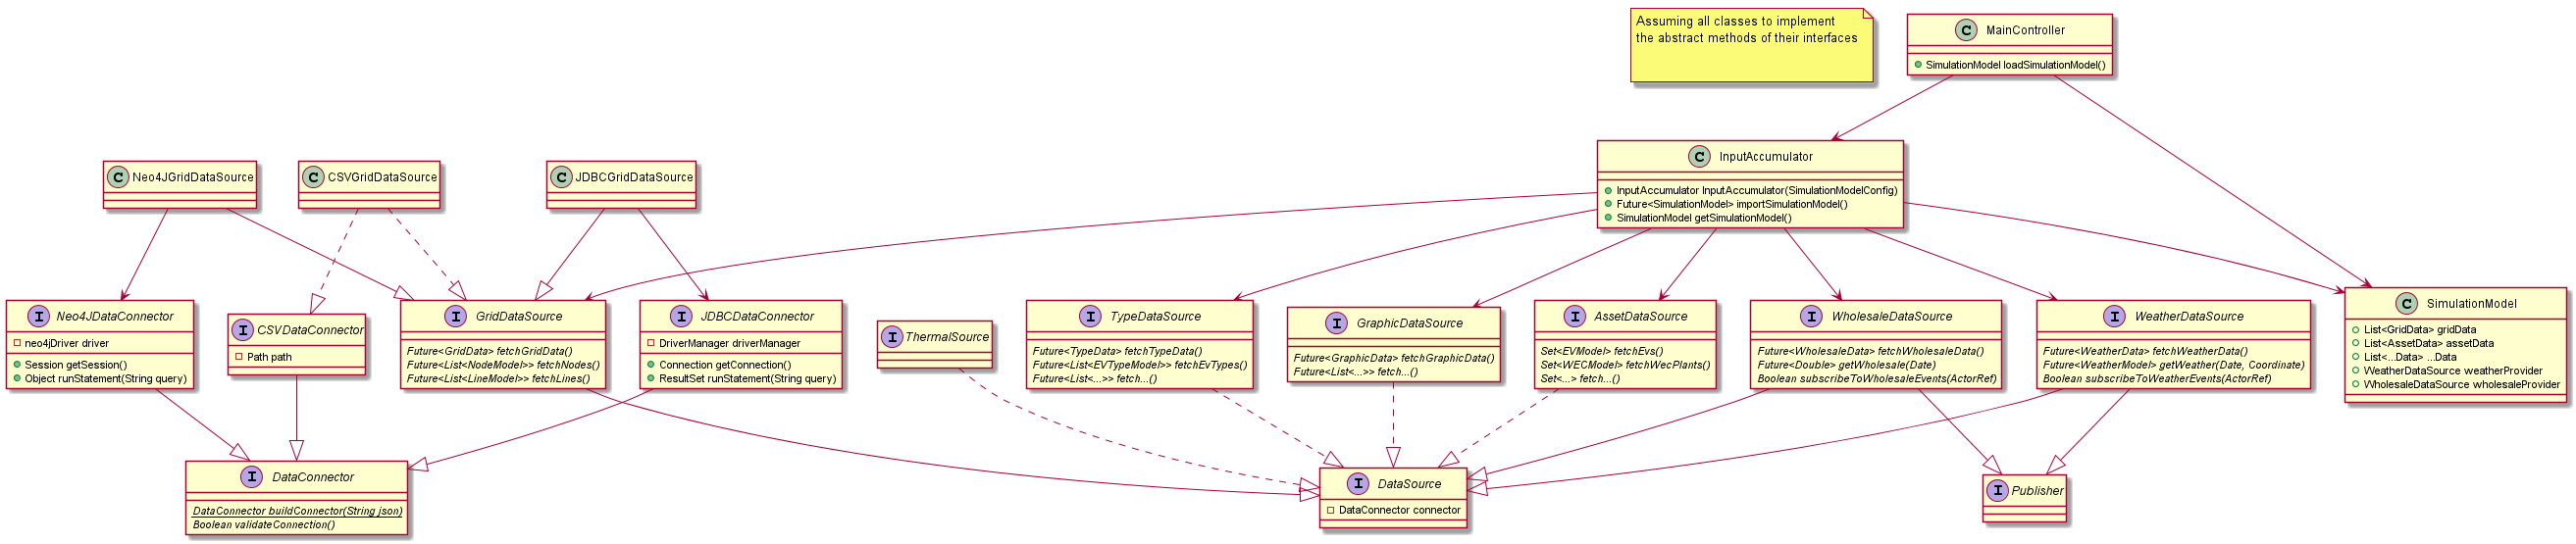 Assuming all classes to implement
the abstract methods of their interfaces
C MainController
SimulationModel loadSimulationModel()
C InputAccumulator
InputAccumulator InputAccumulator(SimulationModelConfig)
Future<SimulationModel> importSimulationModel()
SimulationModel getSimulationModel()
C Neo4JGridDataSource
C CSVGridDataSource
C JDBCGridDataSource
I Neo4JDataConnector
neo4jDriver driver
Session getSession()
Object runStatement(String query)
I CSVDataConnector
Path path
I GridDataSource
Future<GridData> fetchGridData()
Future<List<NodeModel>> fetchNodes()
Future<List<LineModel>> fetchLines()
I JDBCDataConnector
DriverManager driverManager
Connection getConnection()
ResultSet runStatement(String query)
I ThermalSource
I TypeDataSource
Future<TypeData> fetchTypeData()
Future<List<EVTypeModel>> fetchEvTypes()
Future<List<...>> fetch...()
I GraphicDataSource
Future<GraphicData> fetchGraphicData()
Future<List<...>> fetch...()
I AssetDataSource
Set<EVModel> fetchEvs()
Set<WECModel> fetchWecPlants()
Set<...> fetch...()
I WholesaleDataSource
Future<WholesaleData> fetchWholesaleData()
Future<Double> getWholesale(Date)
Boolean subscribeToWholesaleEvents(ActorRef)
I WeatherDataSource
Future<WeatherData> fetchWeatherData()
Future<WeatherModel> getWeather(Date, Coordinate)
Boolean subscribeToWeatherEvents(ActorRef)
C SimulationModel
List<GridData> gridData
List<AssetData> assetData
List<...Data> ...Data
WeatherDataSource weatherProvider
WholesaleDataSource wholesaleProvider
I DataConnector
DataConnector buildConnector(String json)
Boolean validateConnection()
I DataSource
DataConnector connector
I Publisher